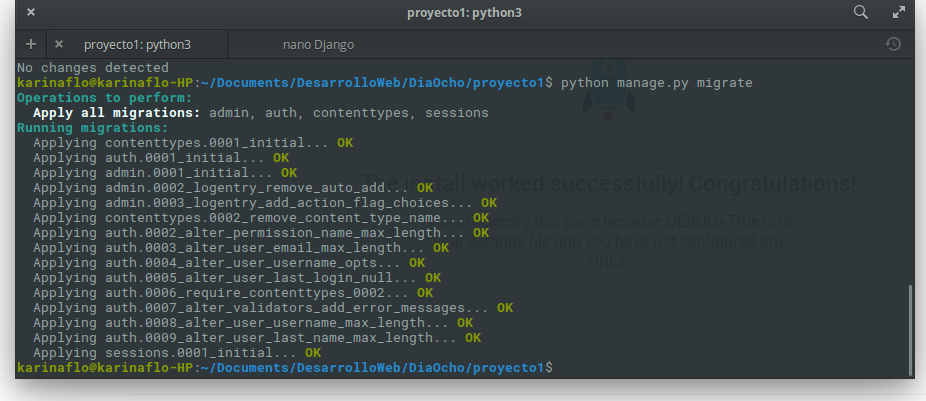 proyecto1: python3
proyecto1: python3
nano Django
No changes detected
karinaflo@karinaflo-HP:~/Documents/DesarrolloWeb/DiaOcho/proyecto1$ python manage.py migrate
Operations to perform:
Apply all migrations: admin, auth, contenttypes, sessions
Running migrations:
Applying contenttypes.0001_initial... OK
Applying auth.0001_initial... OK
Applying admin.0001_initial... OK
Applying admin.0002_logentry_remove_auto_add... OK
Applying admin.0003_logentry_add_action_flag_choices... OK
Applying contenttypes.0002_remove_content_type_name... OK
Applying auth.0002_alter_permission_name_max_length... OK
Applying auth.0003_alter_user_email_max_length... OK
Applying auth.0004_alter_user_username_opts... OK
Applying auth.0005_alter_user_last_login_null... OK
Applying auth.0006_require_contenttypes_0002... OK
Applying auth.0007_alter_validators_add_error_messages... OK
Applying auth.0008_alter_user_username_max_length... OK
Applying auth.0009_alter_user_last_name_max_length... OK
Applying sessions.0001_initial... OK
karinaflo@karinaflo-HP:~/Documents/DesarrolloWeb/DiaOcho/proyecto1$
The install worked successfully! Congratulations!
seeing this page because DEBUG=True is in
settings file and you have not configured any
URLs.